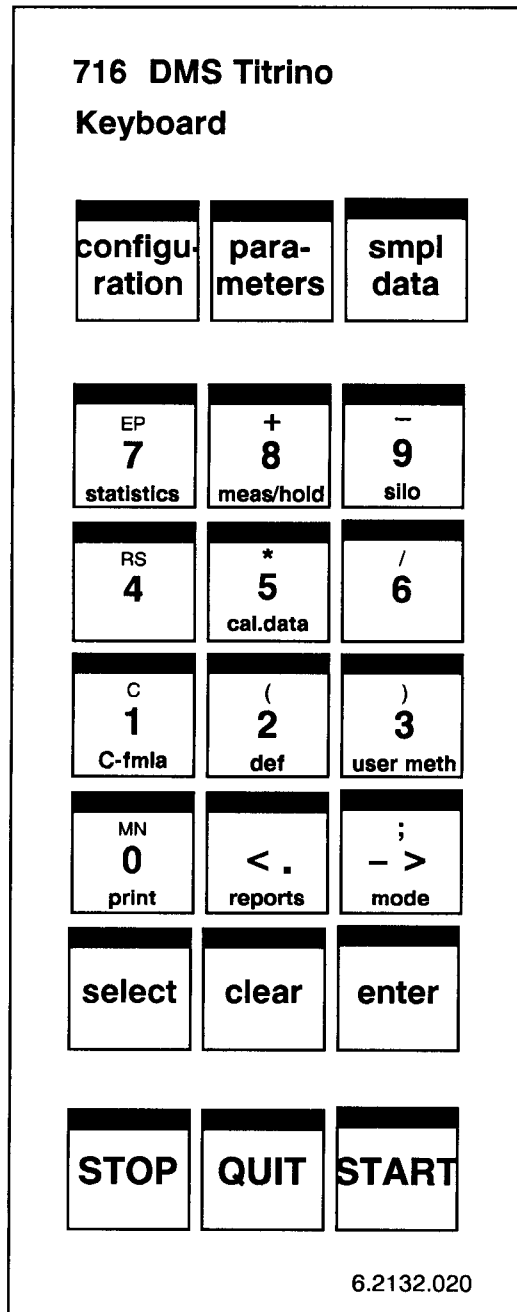 716 DMS Titrino
Keyboard
configu-
ration
para-
meters
smpl
data
EP
7
statistics
+
8
meas/hold
–
9
silo
RS
4
*
5
cal.data
/
6
C
1
C-fmla
(
2
def
)
3
user meth
MN
0
print
< .
reports
;
– >
mode
select
clear
enter
STOP
QUIT
START
6.2132.020